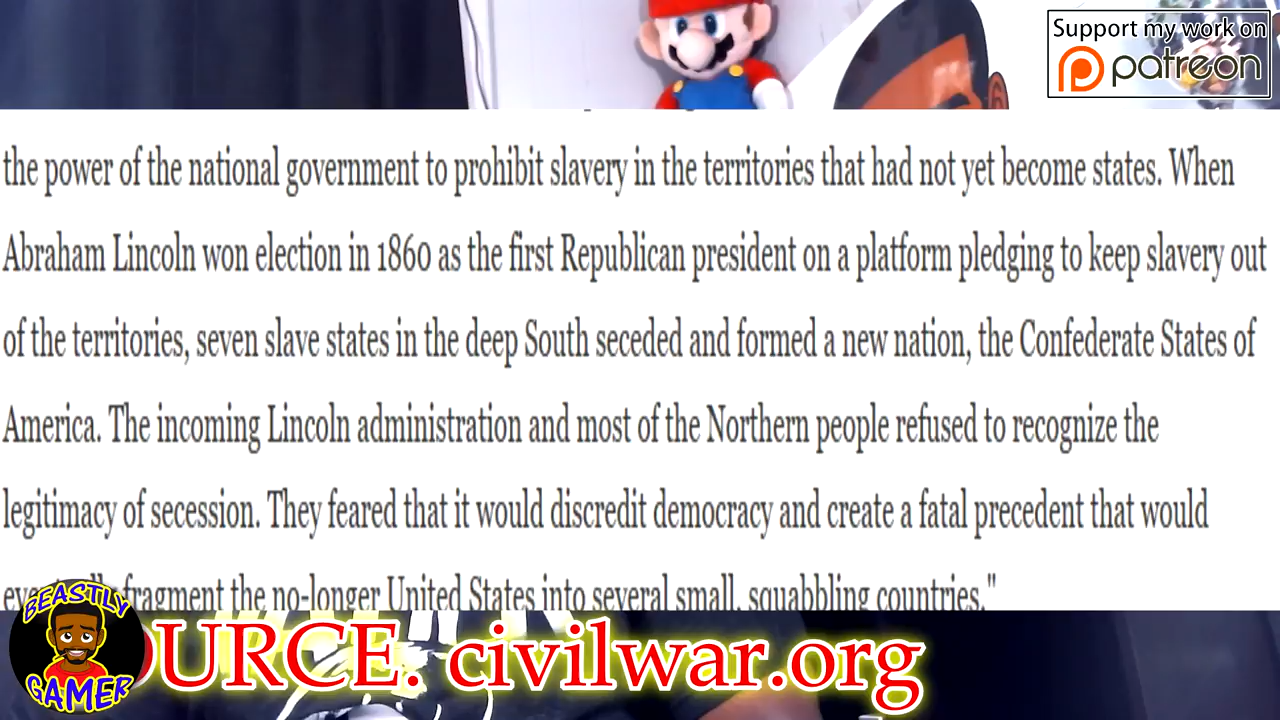 Support my work on
patreon
the power of the national government to prohibit slavery in the territories that had not yet become states. When
Abraham Lincoln won election in 1860 as the first Republican president on a platform pledging to keep slavery out
of the territories, seven slave states in the deep South seceded and formed a new nation, the Confederate States of
America. The incoming Lincoln administration and most of the Northern people refused to recognize the
legitimacy of secession. They feared that it would discredit democracy and create a fatal precedent that would
fragment the no-longer United States into several small, squabbling countries."
BEASTLY
GAMER
OURCE. civilwar.org